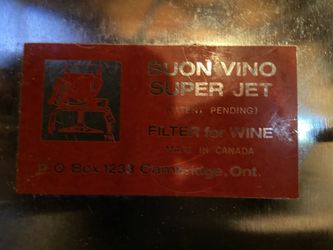 BUON VINO
SUPER JET
(PATENT PENDING)
FILTER for WINE
MADE IN CANADA
P.O Box 1233 Cambridge, Ont.